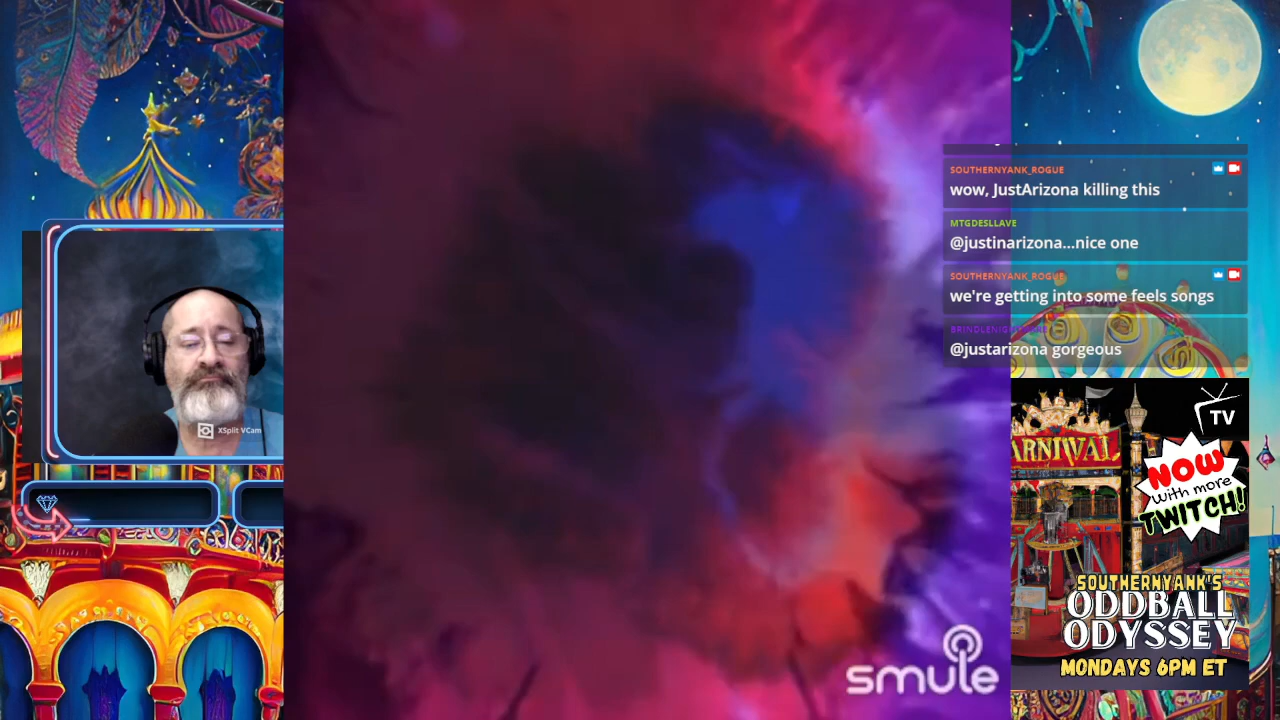 SOUTHERNYANK_ROGUE
wow, JustArizona killing this
MTGDESLLAVE
@justinarizona...nice one
SOUTHERNYANK_ROGUE
we're getting into some feels songs
@justarizona gorgeous
XSplit VCam
TV
ARNIVAL
NOW
with more
TWITCH!
SOUTHERNYANK'S
ODDBALL
ODYSSEY
MONDAYS 6PM ET
smule